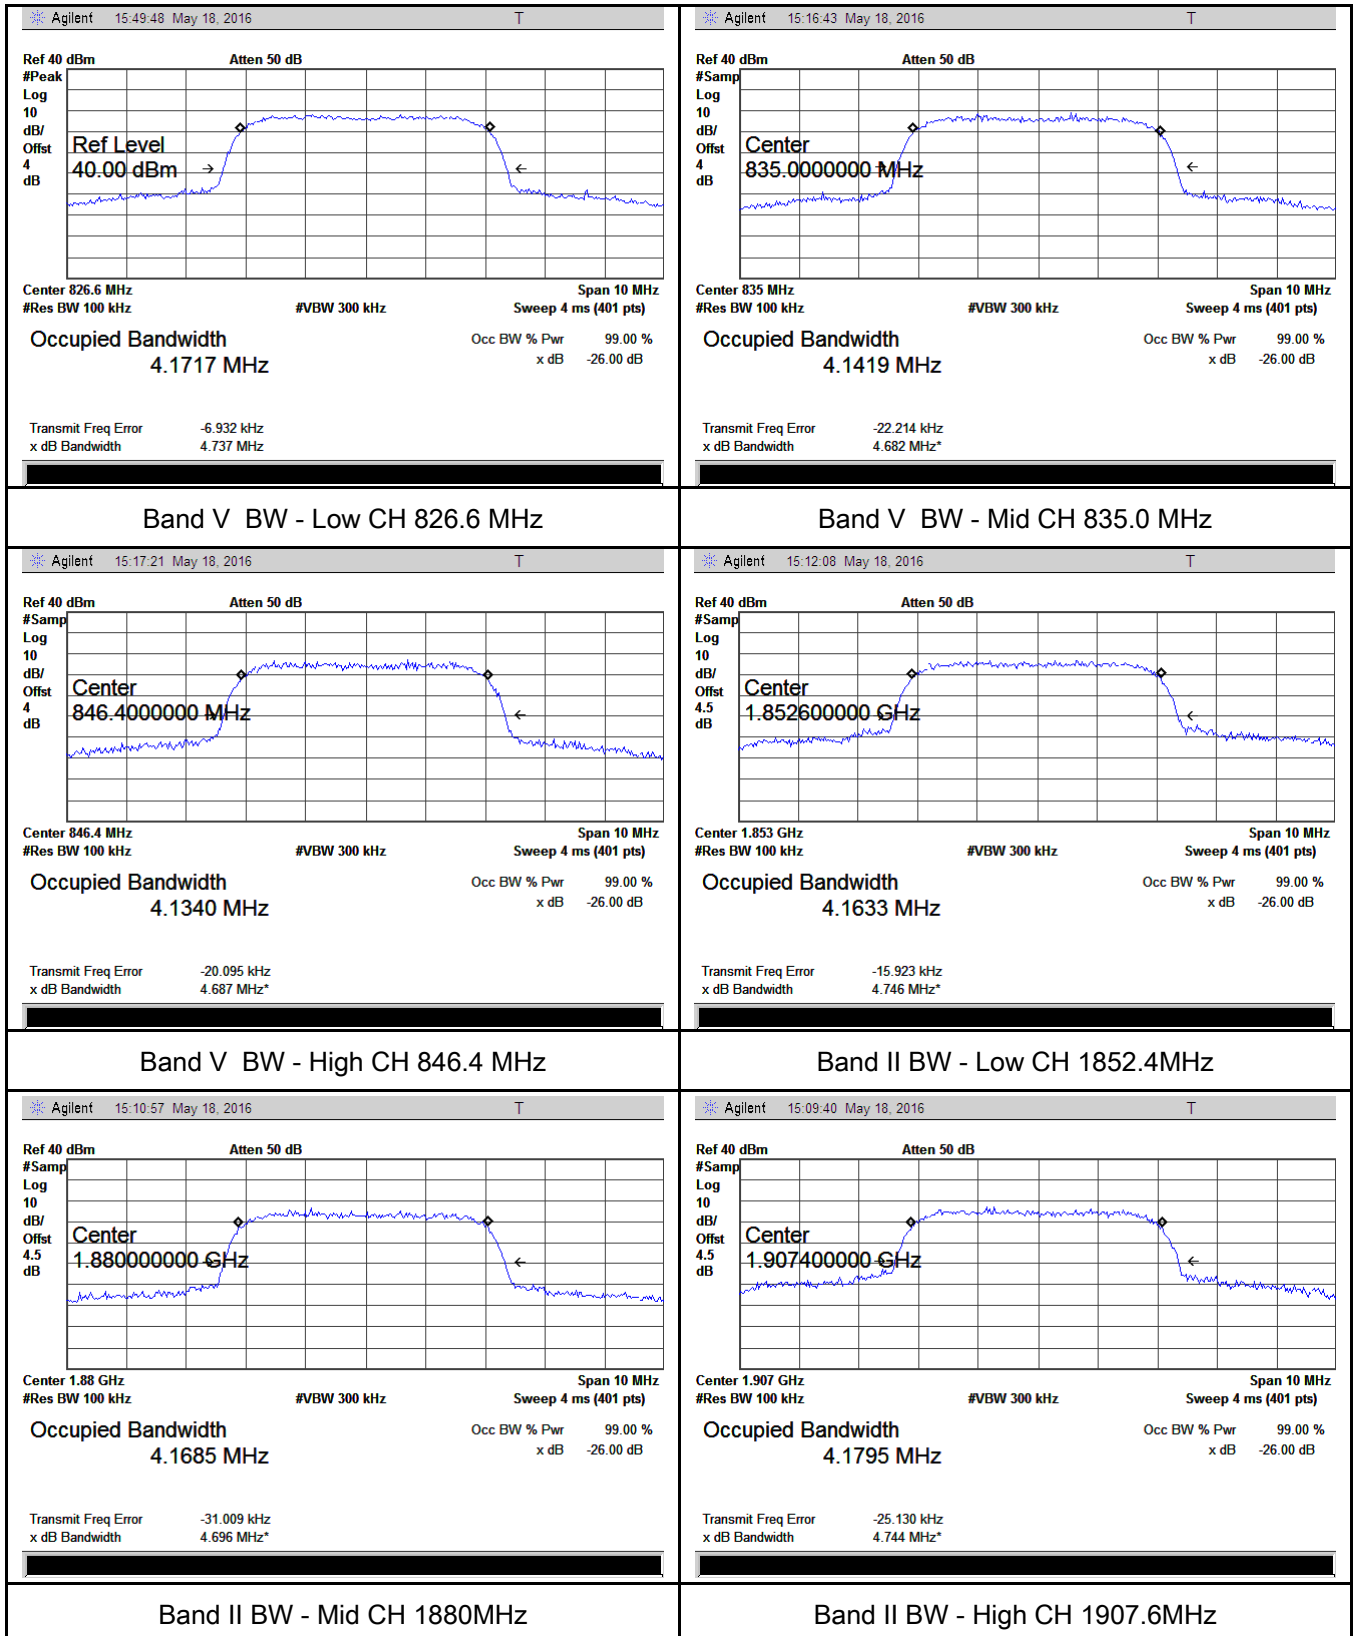 Agilent 15:49:48 May 18, 2016 T
Ref 40 dBm Atten 50 dB
#Peak
Log
10
dB/
Offst
4
dB
Ref Level
40.00 dBm
Center 826.6 MHz Span 10 MHz
#Res BW 100 kHz #VBW 300 kHz Sweep 4 ms (401 pts)
Occupied Bandwidth Occ BW % Pwr 99.00 %
4.1717 MHz x dB -26.00 dB
Transmit Freq Error -6.932 kHz
x dB Bandwidth 4.737 MHz
Band V BW - Low CH 826.6 MHz
Agilent 15:16:43 May 18, 2016 T
Ref 40 dBm Atten 50 dB
#Samp
Log
10
dB/
Offst
4
dB
Center
835.0000000 MHz
Center 835 MHz Span 10 MHz
#Res BW 100 kHz #VBW 300 kHz Sweep 4 ms (401 pts)
Occupied Bandwidth Occ BW % Pwr 99.00 %
4.1419 MHz x dB -26.00 dB
Transmit Freq Error -22.214 kHz
x dB Bandwidth 4.682 MHz*
Band V BW - Mid CH 835.0 MHz
Agilent 15:17:21 May 18, 2016 T
Ref 40 dBm Atten 50 dB
#Samp
Log
10
dB/
Offst
4
dB
Center
846.4000000 MHz
Center 846.4 MHz Span 10 MHz
#Res BW 100 kHz #VBW 300 kHz Sweep 4 ms (401 pts)
Occupied Bandwidth Occ BW % Pwr 99.00 %
4.1340 MHz x dB -26.00 dB
Transmit Freq Error -20.095 kHz
x dB Bandwidth 4.687 MHz*
Band V BW - High CH 846.4 MHz
Agilent 15:12:08 May 18, 2016 T
Ref 40 dBm Atten 50 dB
#Samp
Log
10
dB/
Offst
4.5
dB
Center
1.852600000 GHz
Center 1.853 GHz Span 10 MHz
#Res BW 100 kHz #VBW 300 kHz Sweep 4 ms (401 pts)
Occupied Bandwidth Occ BW % Pwr 99.00 %
4.1633 MHz x dB -26.00 dB
Transmit Freq Error -15.923 kHz
x dB Bandwidth 4.746 MHz*
Band II BW - Low CH 1852.4MHz
Agilent 15:10:57 May 18, 2016 T
Ref 40 dBm Atten 50 dB
#Samp
Log
10
dB/
Offst
4.5
dB
Center
1.880000000 GHz
Center 1.88 GHz Span 10 MHz
#Res BW 100 kHz #VBW 300 kHz Sweep 4 ms (401 pts)
Occupied Bandwidth Occ BW % Pwr 99.00 %
4.1685 MHz x dB -26.00 dB
Transmit Freq Error -31.009 kHz
x dB Bandwidth 4.696 MHz*
Band II BW - Mid CH 1880MHz
Agilent 15:09:40 May 18, 2016 T
Ref 40 dBm Atten 50 dB
#Samp
Log
10
dB/
Offst
4.5
dB
Center
1.907400000 GHz
Center 1.907 GHz Span 10 MHz
#Res BW 100 kHz #VBW 300 kHz Sweep 4 ms (401 pts)
Occupied Bandwidth Occ BW % Pwr 99.00 %
4.1795 MHz x dB -26.00 dB
Transmit Freq Error -25.130 kHz
x dB Bandwidth 4.744 MHz*
Band II BW - High CH 1907.6MHz